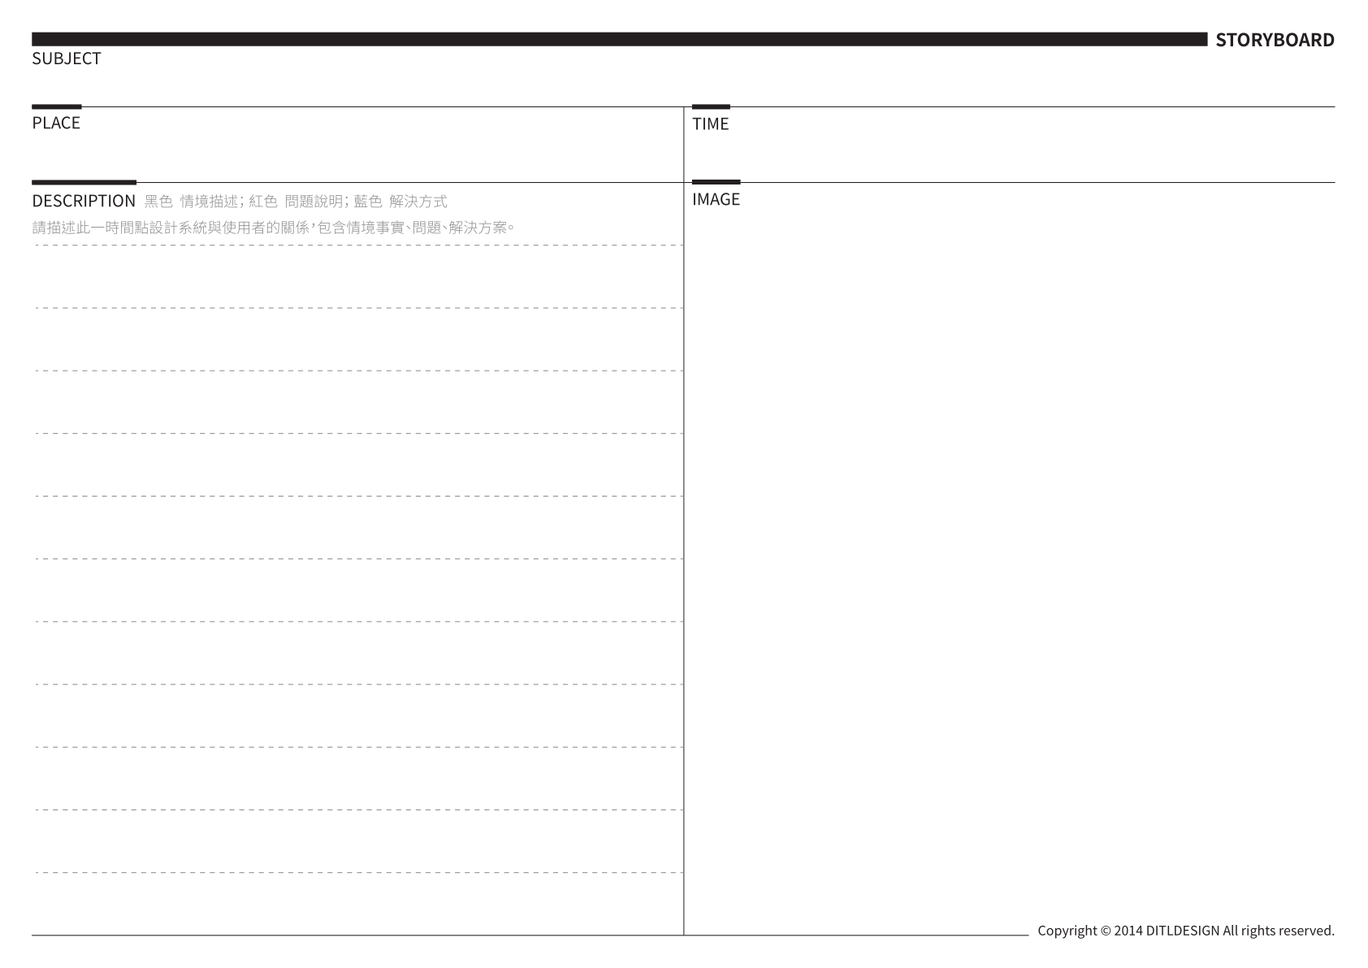 STORYBOARD
SUBJECT
PLACE
TIME
DESCRIPTION 黑色 情境描述; 紅色 問題說明; 藍色 解決方式
請描述此一時間點設計系統與使用者的關係，包含情境事實、問題、解決方案。
IMAGE
Copyright © 2014 DITLDESIGN All rights reserved.